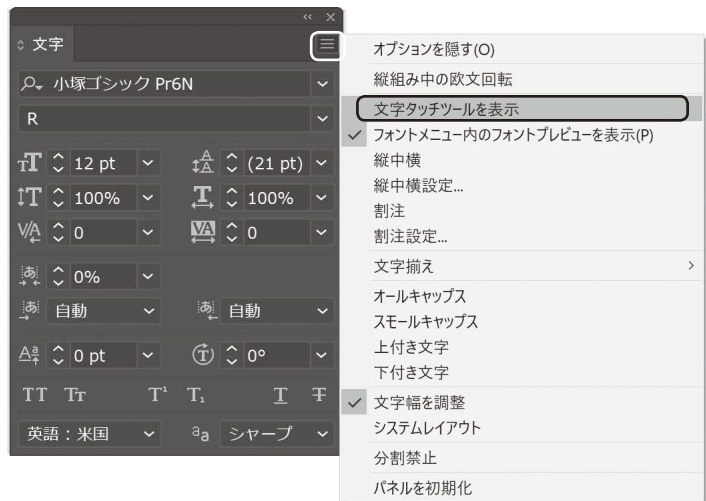 文字
小塚ゴシック Pr6N
R
12 pt
(21 pt)
100%
100%
0
0
0%
自動
自動
0 pt
0°
英語：米国
シャープ
オプションを隠す(O)
縦組み中の欧文回転
文字タッチツールを表示
フォントメニュー内のフォントプレビューを表示(P)
縦中横
縦中横設定...
割注
割注設定...
文字揃え
オールキャップス
スモールキャップス
上付き文字
下付き文字
文字幅を調整
システムレイアウト
分割禁止
パネルを初期化